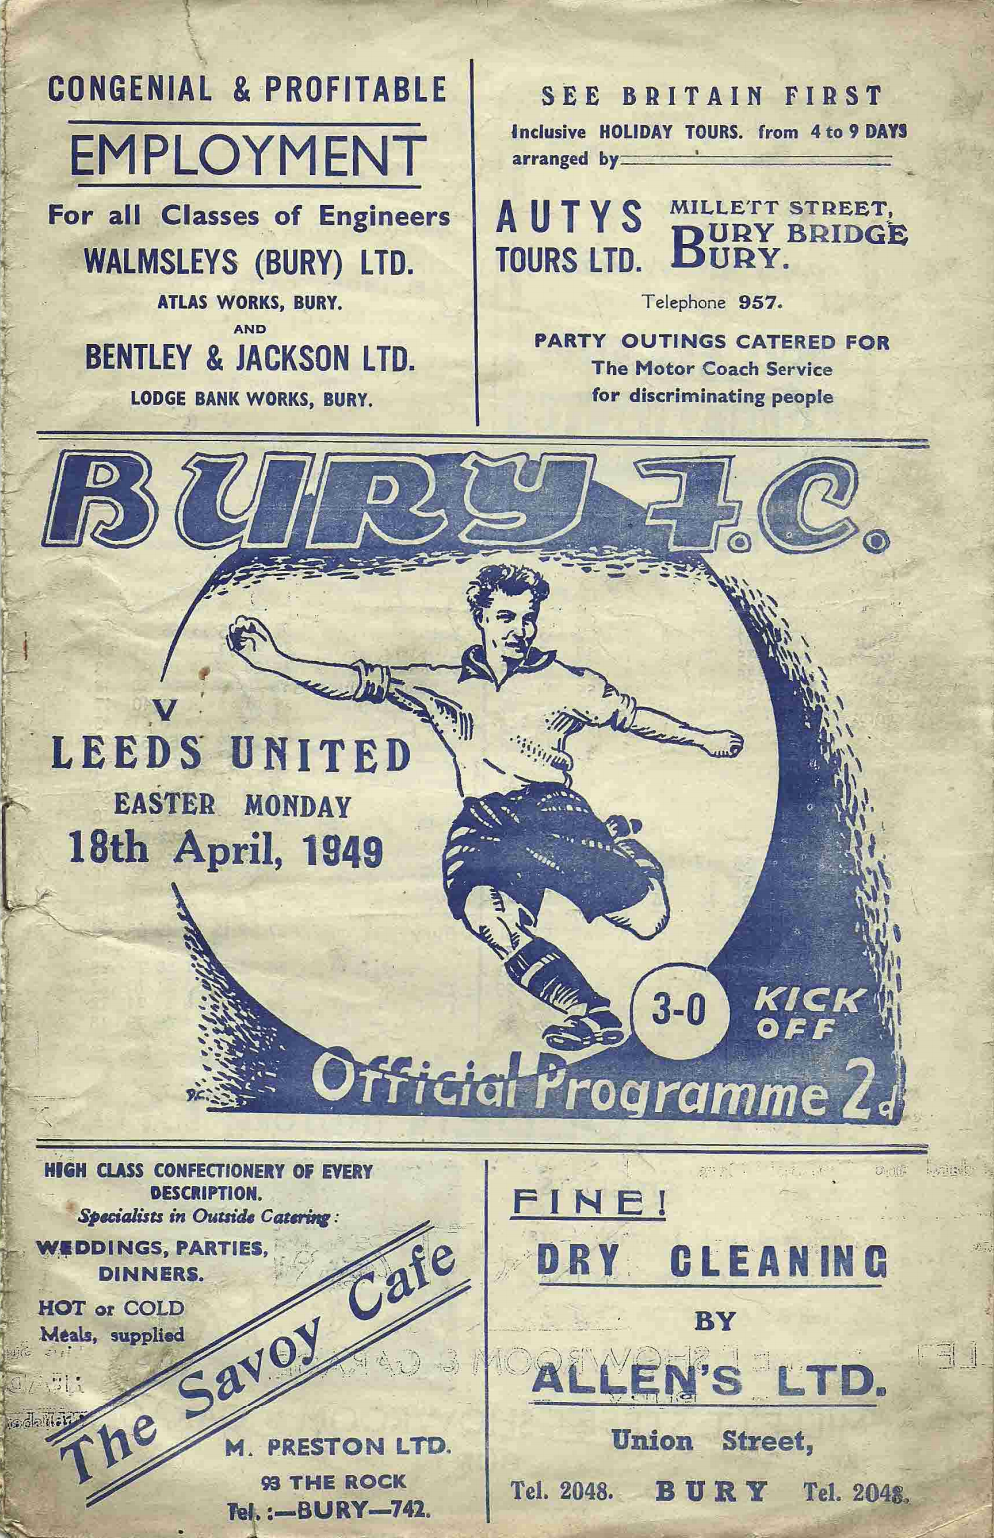 CONGENIAL & PROFITABLE
EMPLOYMENT
For all Classes of Engineers
WALMSLEYS (BURY) LTD.
ATLAS WORKS, BURY.
AND
BENTLEY & JACKSON LTD.
LODGE BANK WORKS, BURY.
SEE BRITAIN FIRST
Inclusive HOLIDAY TOURS. from 4 to 9 DAYS
arranged by
AUTYS
TOURS LTD.
MILLETT STREET,
BURY BRIDGE
BURY.
Telephone 957.
PARTY OUTINGS CATERED FOR
The Motor Coach Service
for discriminating people
BURY F.C.
V
LEEDS UNITED
EASTER MONDAY
18th April, 1949
3-0
KICK
OFF
Official Programme 2d
HIGH CLASS CONFECTIONERY OF EVERY
DESCRIPTION.
Specialists in Outside Catering :
WEDDINGS, PARTIES,
DINNERS.
HOT or COLD
Meals, supplied
The Savoy Cafe
M. PRESTON LTD.
93 THE ROCK
Tel. :—BURY—742.
FINE!
DRY CLEANING
BY
ALLEN'S LTD.
Union Street,
Tel. 2048. BURY Tel. 2048.